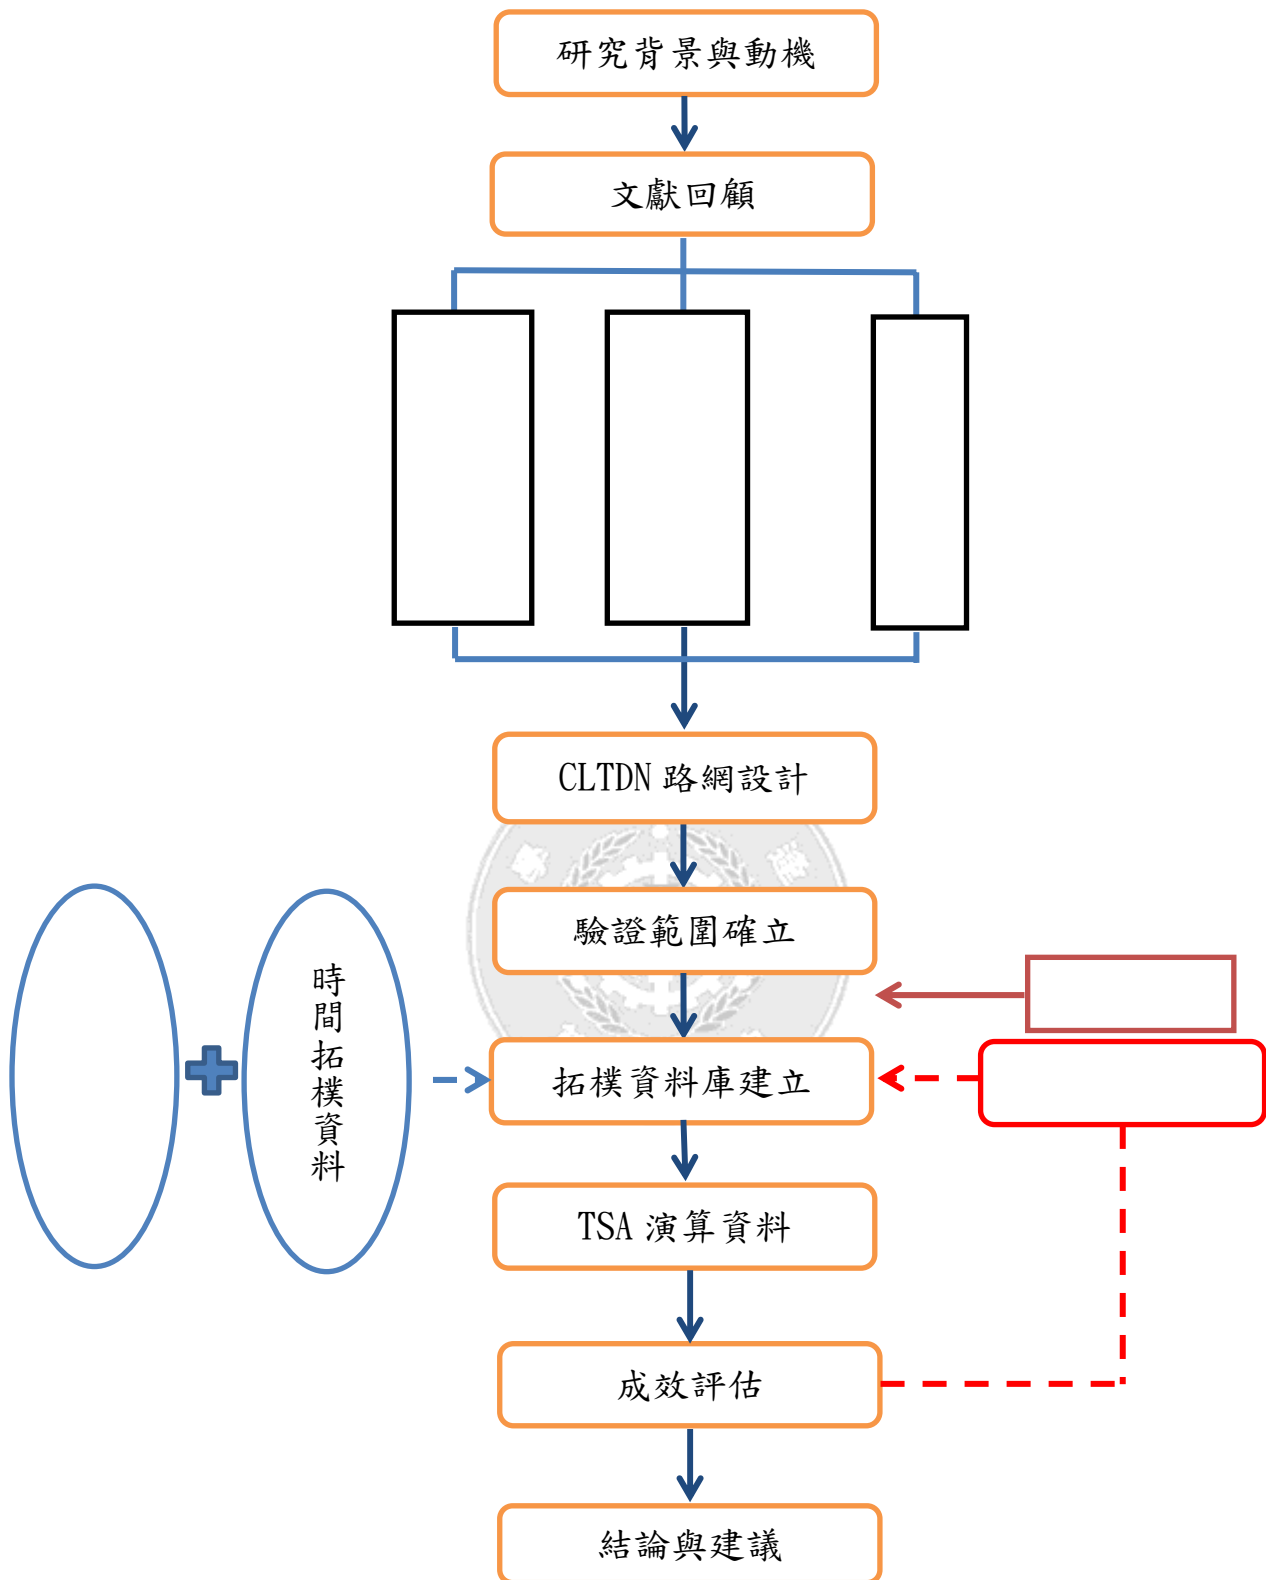 研究背景與動機
文獻回顧
CLTDN 路網設計
驗證範圍確立
時間拓樸資料
拓樸資料庫建立
TSA 演算資料
成效評估
結論與建議